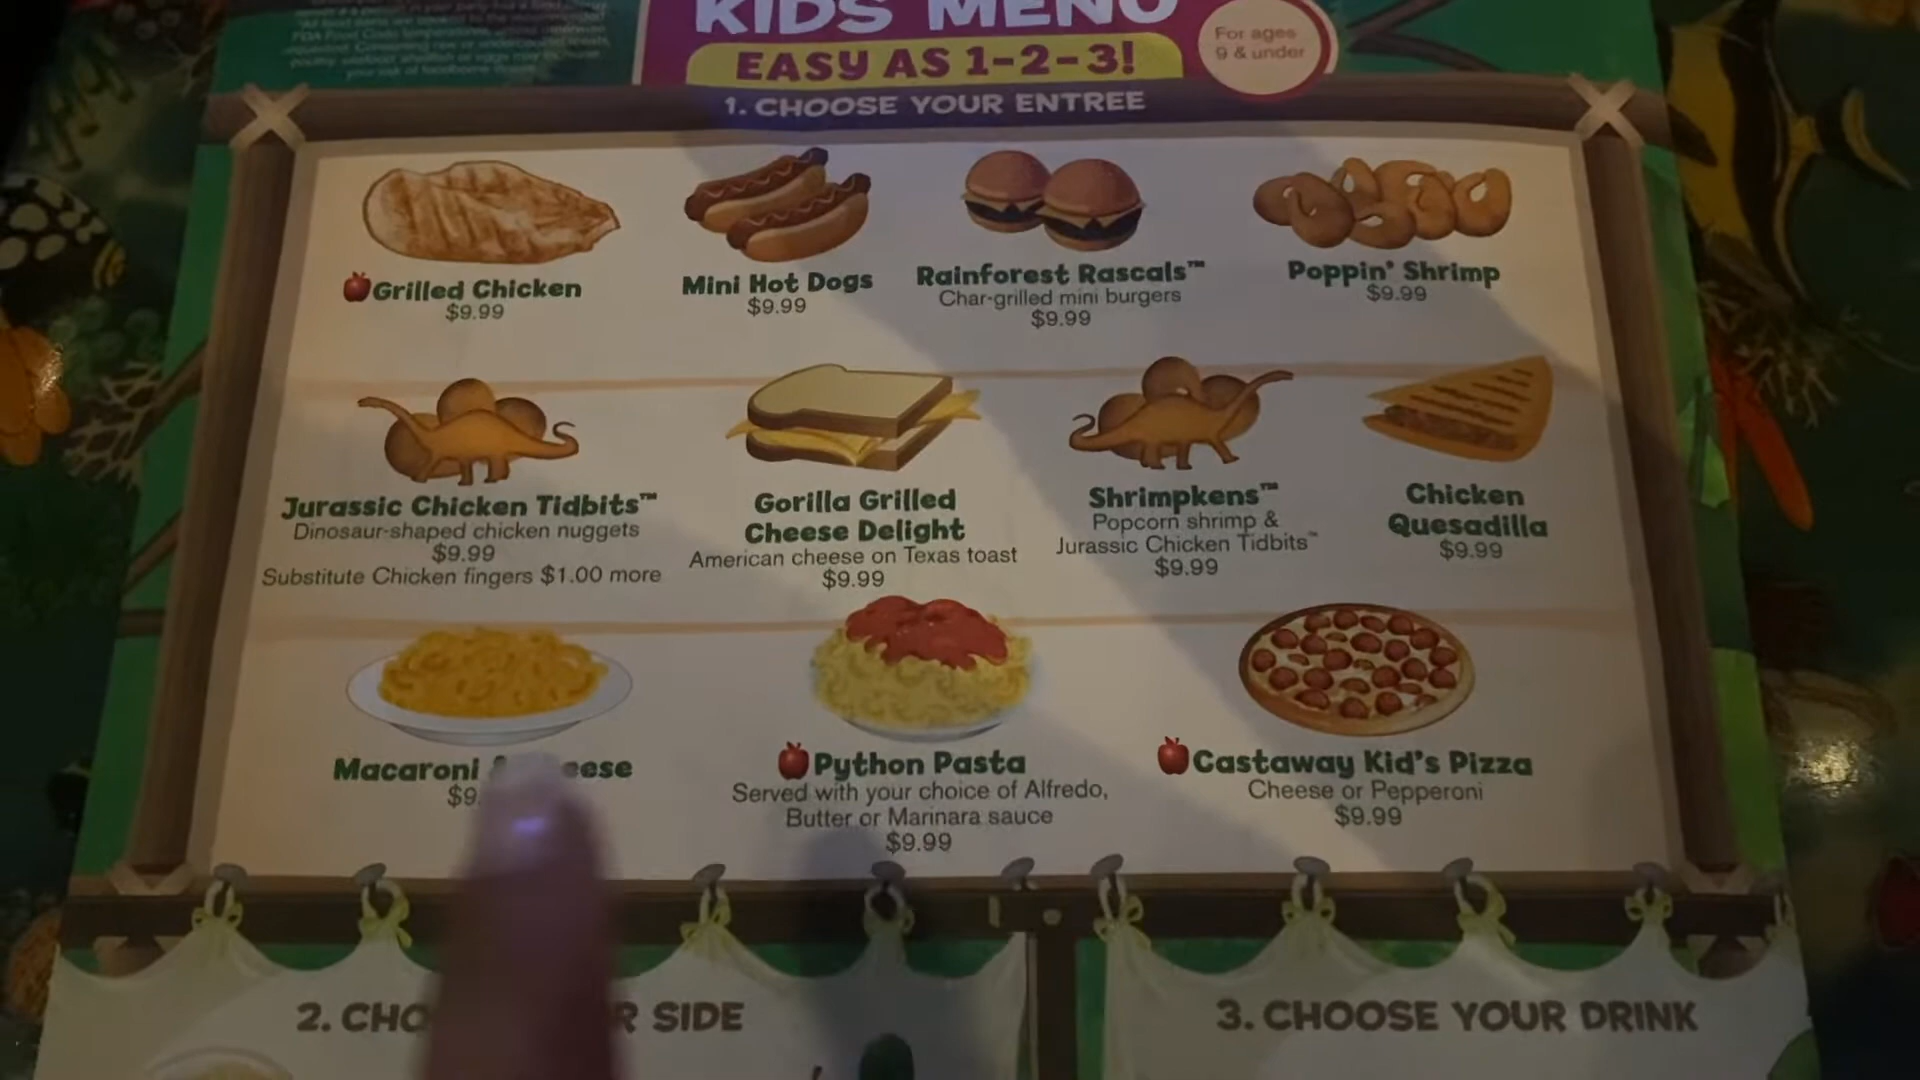 KIDS MENU
EASY AS 1-2-3!
For ages
9 & under
1. CHOOSE YOUR ENTREE
Grilled Chicken
$9.99
Mini Hot Dogs
$9.99
Rainforest Rascals™
Char-grilled mini burgers
$9.99
Poppin' Shrimp
$9.99
Jurassic Chicken Tidbits™
Dinosaur-shaped chicken nuggets
$9.99
Substitute Chicken fingers $1.00 more
Gorilla Grilled
Cheese Delight
American cheese on Texas toast
$9.99
Shrimpkens™
Popcorn shrimp &
Jurassic Chicken Tidbits™
$9.99
Chicken
Quesadilla
$9.99
Macaroni
$9.
Python Pasta
Served with your choice of Alfredo,
Butter or Marinara sauce
$9.99
Castaway Kid's Pizza
Cheese or Pepperoni
$9.99
2. CHO R SIDE
3. CHOOSE YOUR DRINK